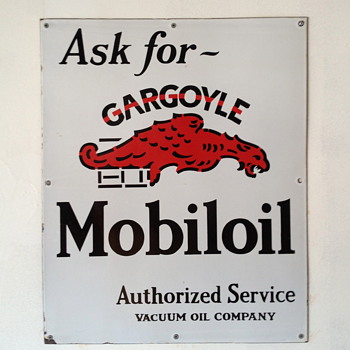 Ask for~
GARGOYLE
Mobiloil
Authorized Service
VACUUM OIL COMPANY